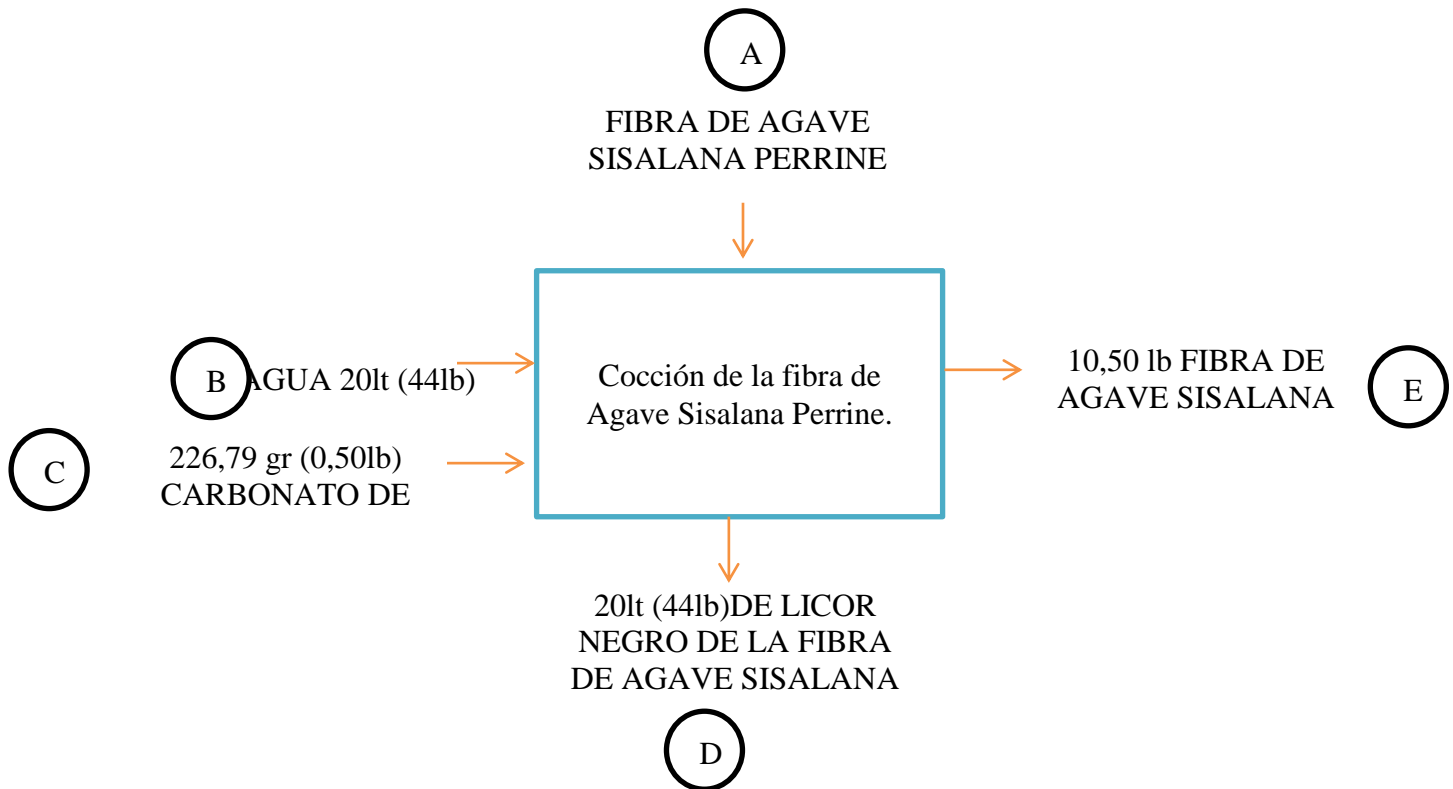 A
FIBRA DE AGAVE
SISALANA PERRINE
B
AGUA 20lt (44lb)
C
226,79 gr (0,50lb)
CARBONATO DE
Cocción de la fibra de
Agave Sisalana Perrine.
10,50 lb FIBRA DE
AGAVE SISALANA
E
20lt (44lb)DE LICOR
NEGRO DE LA FIBRA
DE AGAVE SISALANA
D